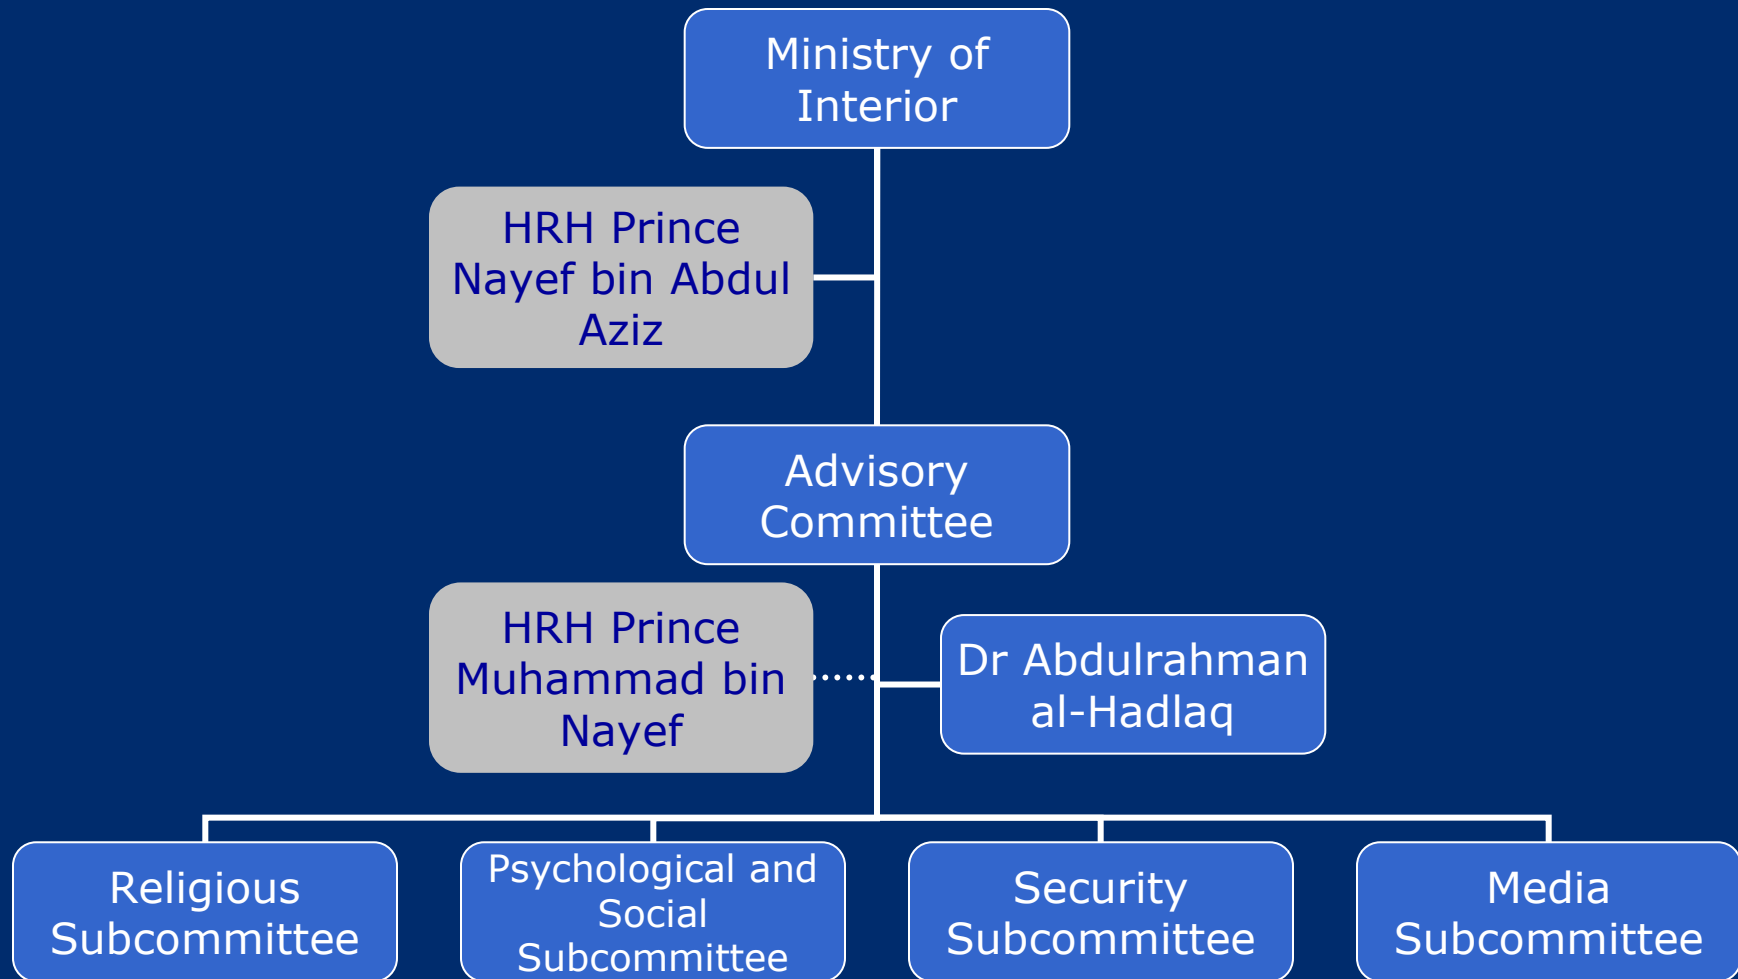 Ministry of
Interior
HRH Prince
Nayef bin Abdul
Aziz
Advisory
Committee
HRH Prince
Muhammad bin
Nayef
Dr Abdulrahman
al-Hadlaq
Religious
Subcommittee
Psychological and
Social
Subcommittee
Security
Subcommittee
Media
Subcommittee